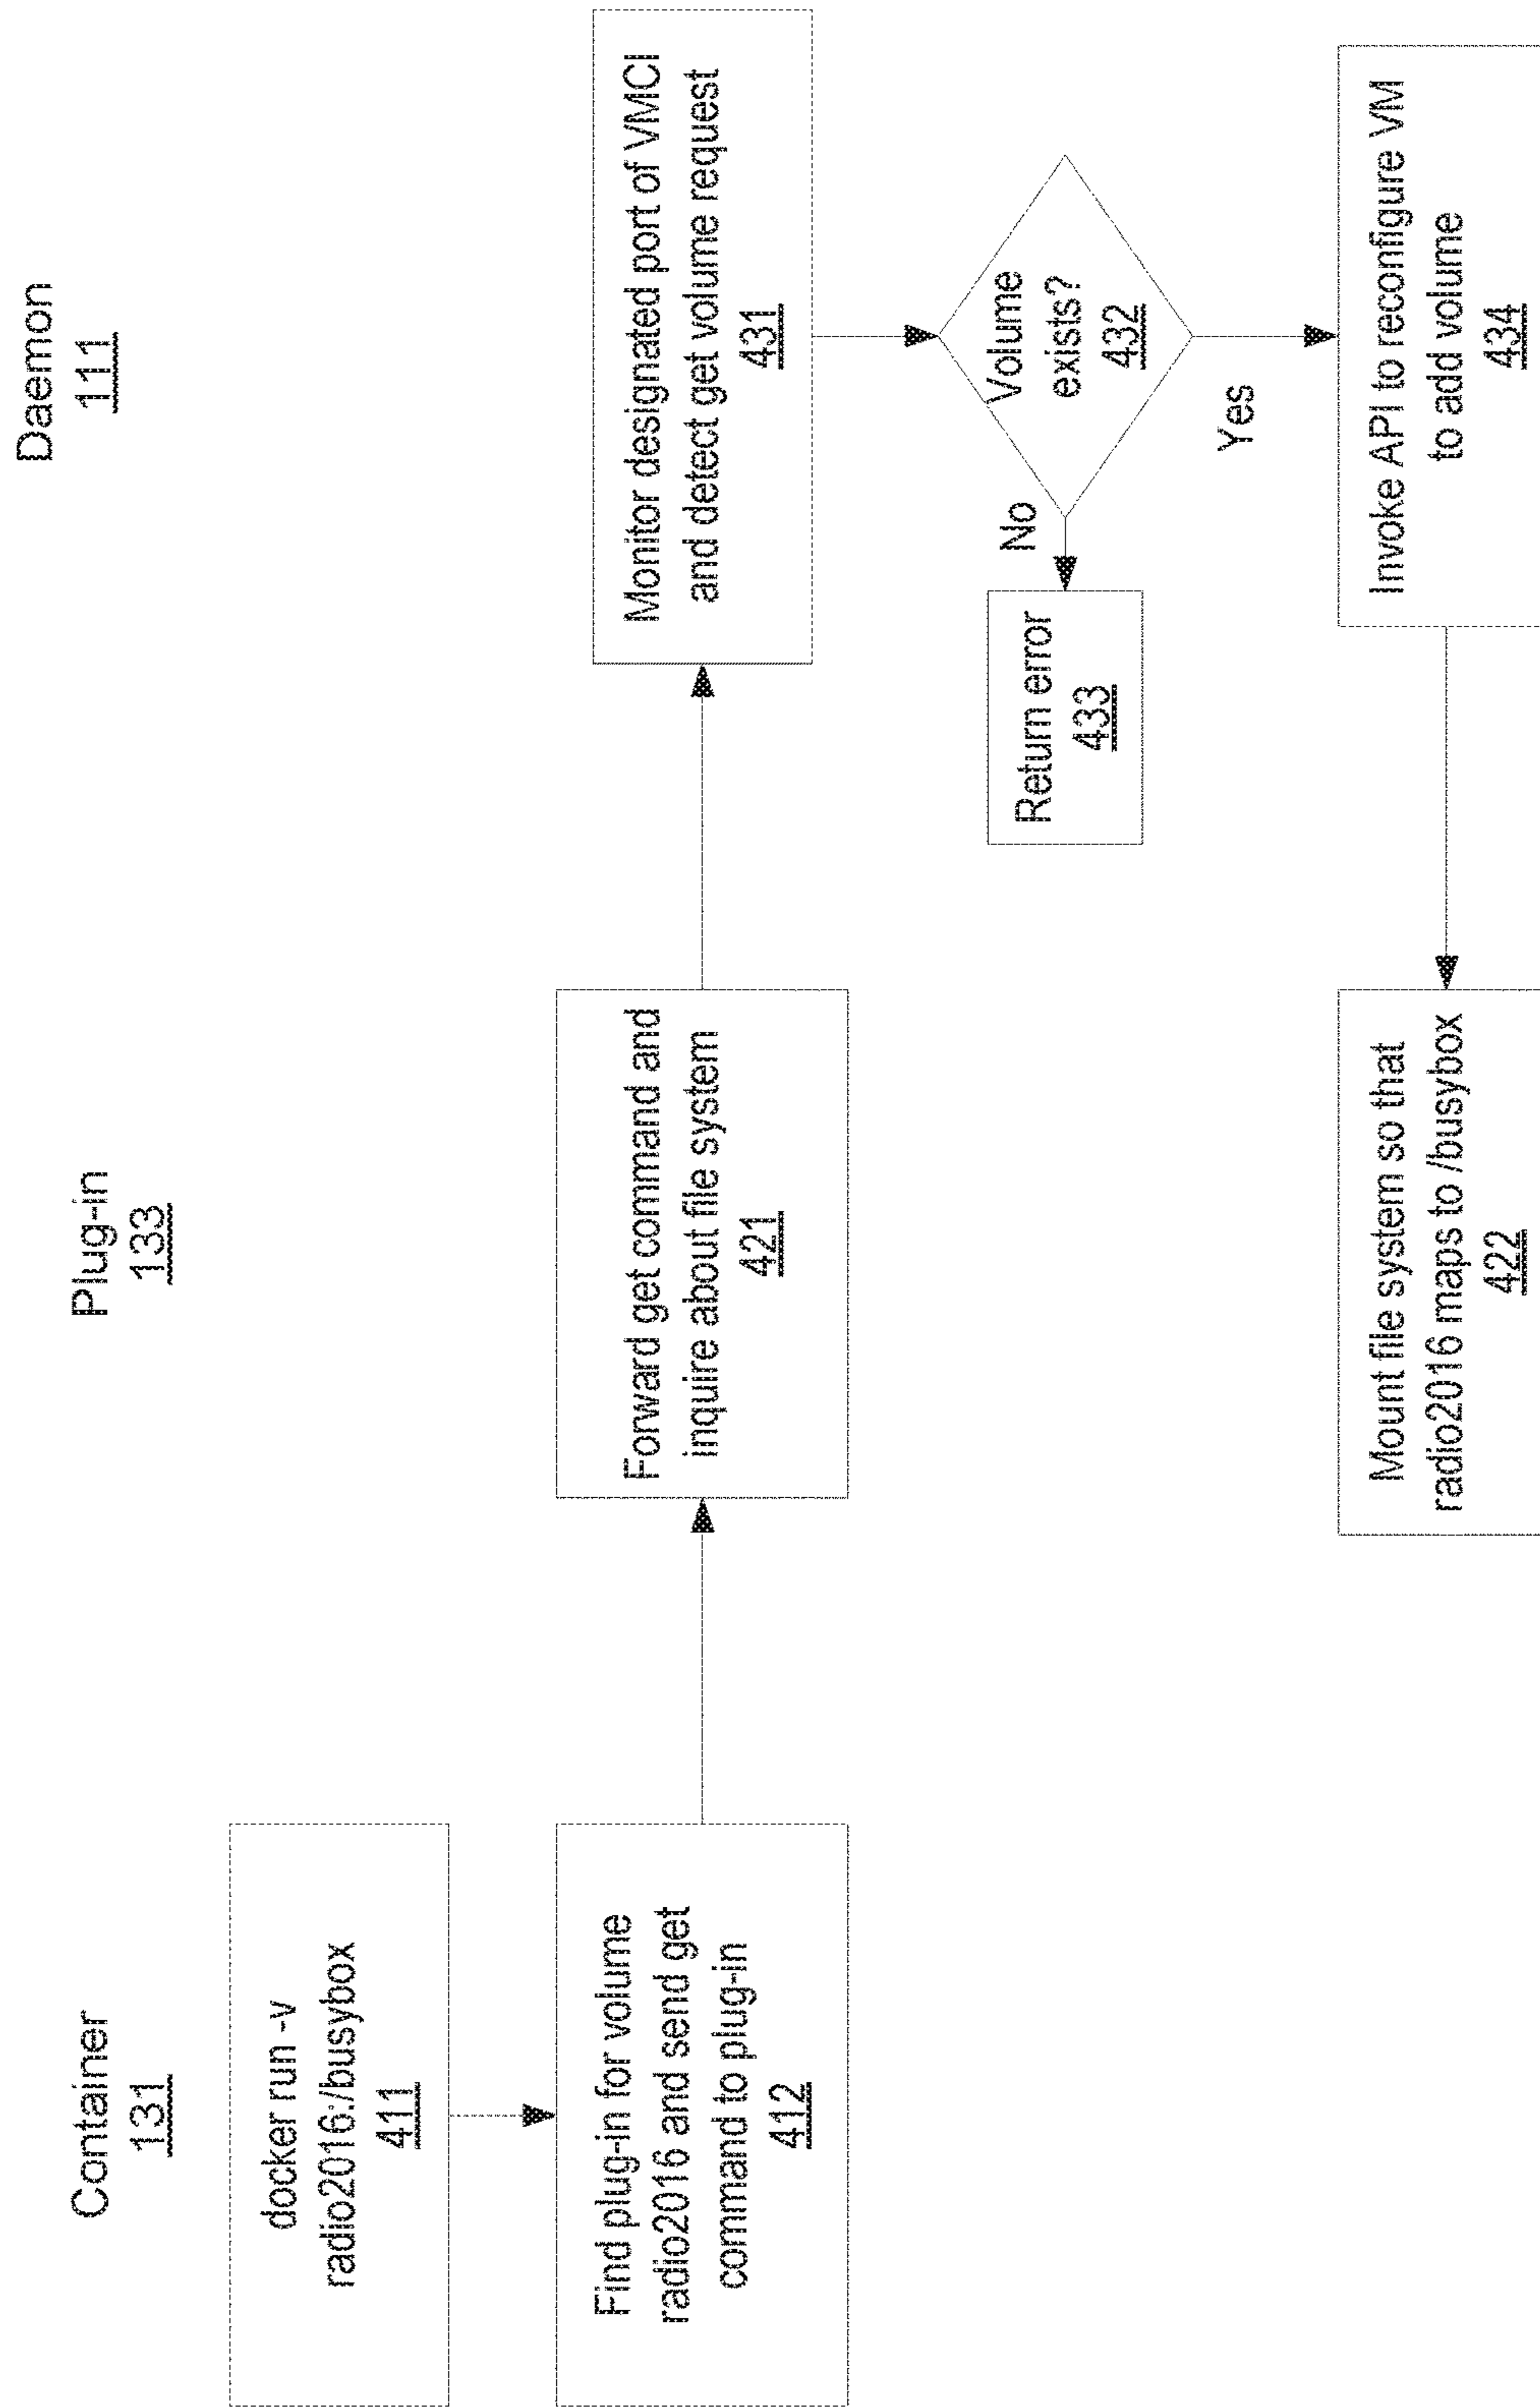 Container
131
Plug-in
133
Daemon
111
docker run -v
radio2016:/busybox
411
Find plug-in for volume
radio2016 and send get
command to plug-in
412
Forward get command and
inquire about file system
421
Monitor designated port of VMCI
and detect get volume request
431
Volume
exists?
432
No
Return error
433
Yes
Invoke API to reconfigure VM
to add volume
434
Mount file system so that
radio2016 maps to /busybox
422